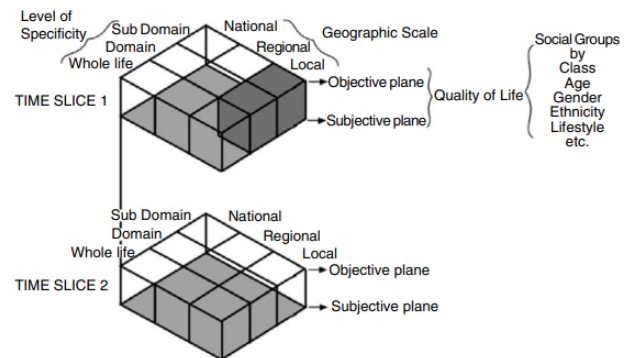 Level of
Specificity
Sub Domain
Domain
Whole life
National
Regional
Local
Geographic Scale
TIME SLICE 1
Objective plane
Subjective plane
Quality of Life
Social Groups
by
Class
Age
Gender
Ethnicity
Lifestyle
etc.
Sub Domain
Domain
Whole life
National
Regional
Local
TIME SLICE 2
Objective plane
Subjective plane